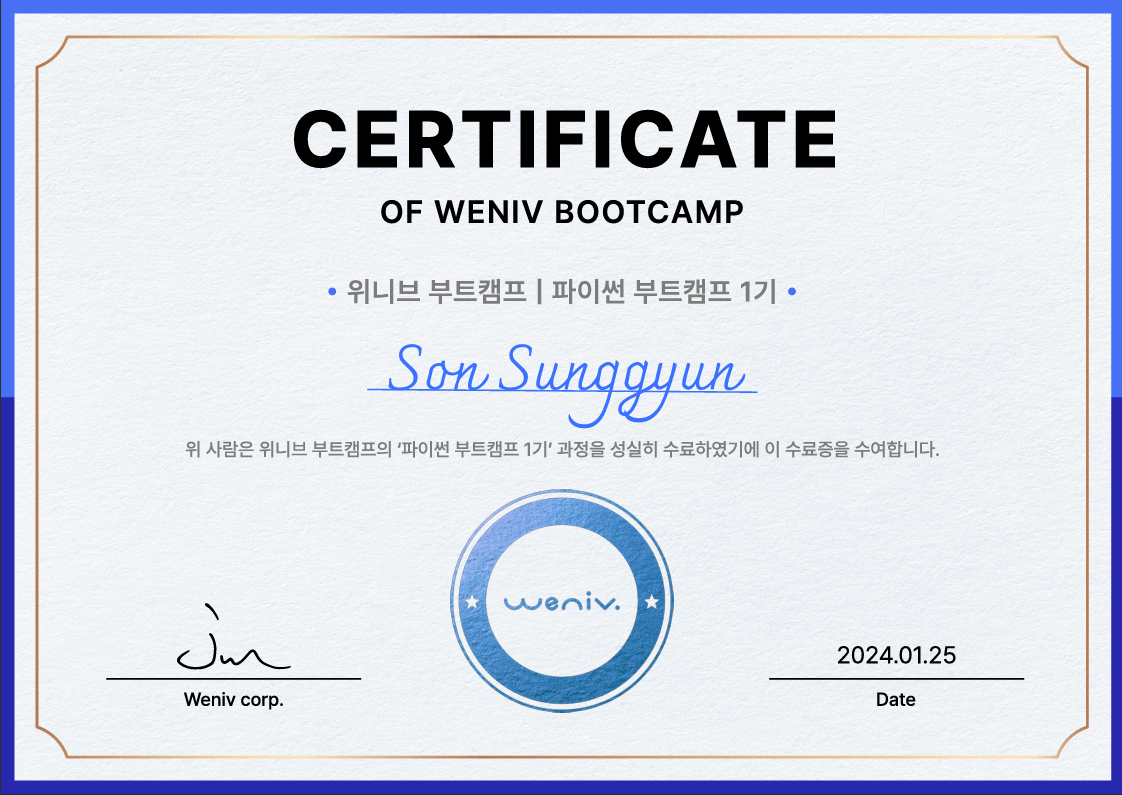 CERTIFICATE
OF WENIV BOOTCAMP
• 위니브 부트캠프 | 파이썬 부트캠프 1기 •
Son Sunggyun
위 사람은 위니브 부트캠프의 ‘파이썬 부트캠프 1기’ 과정을 성실히 수료하였기에 이 수료증을 수여합니다.
weniv.
2024.01.25
Weniv corp.
Date